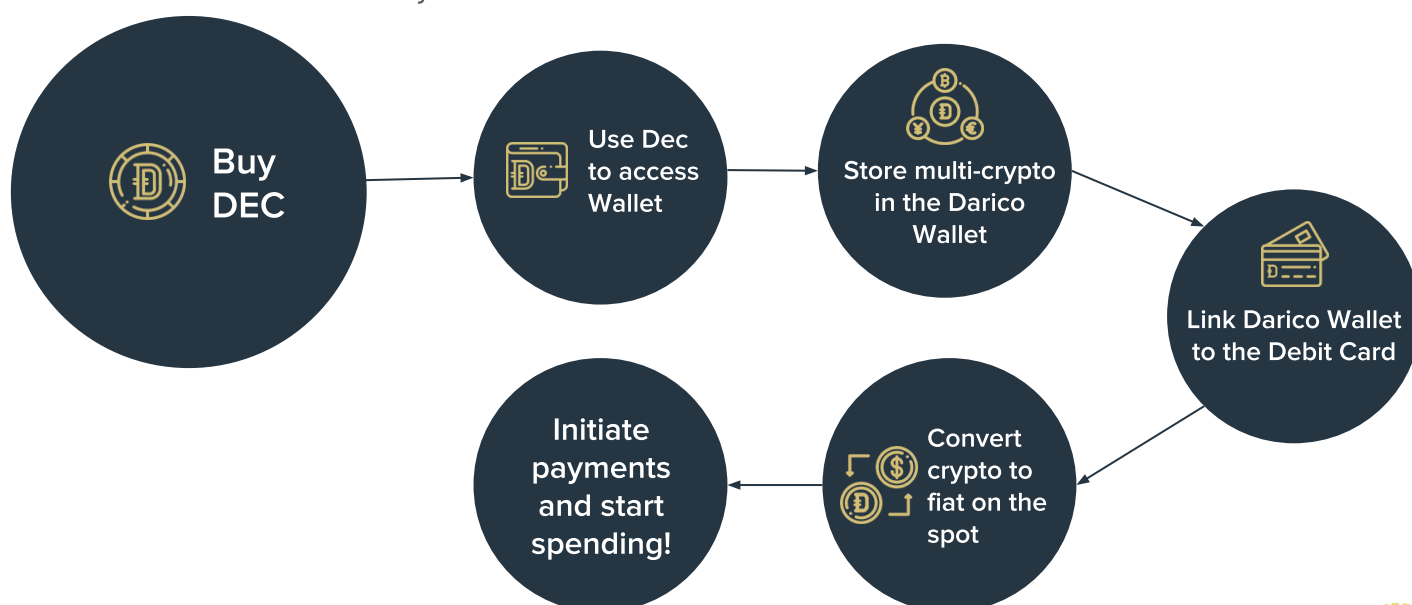 Buy
DEC
Use Dec
to access
Wallet
Store multi-crypto
in the Darico
Wallet
Link Darico Wallet
to the Debit Card
Convert
crypto to
fiat on the
spot
Initiate
payments
and start
spending!